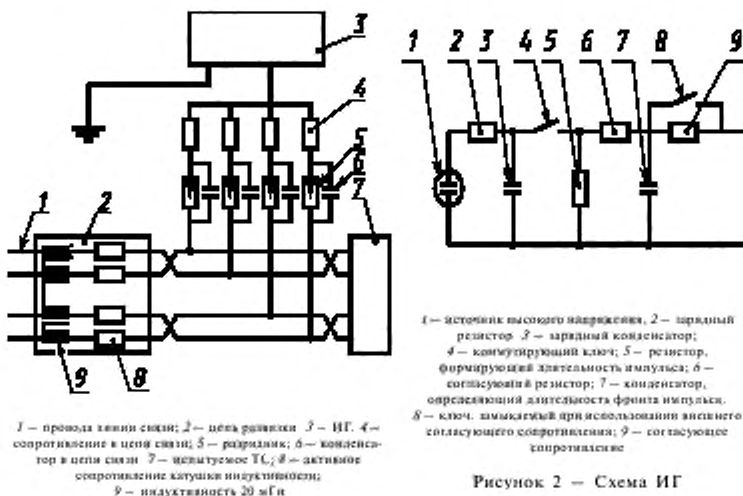 3
4
5
6
7
1
2
9
8
1 — провода линии связи; 2 — цепь развязки 3 — ИГ. 4 —
сопротивление в цепи связи; 5 — разрядник; 6 — конденса-
тор в цепи связи 7 — испытуемое ТС; 8 — активное
сопротивление катушки индуктивности;
9 — индуктивность 20 мГн
1 2 3 4 5 6 7 8 9
1 — источник высокого напряжения, 2 — зарядный
резистор 3 — зарядный конденсатор;
4 — коммутирующий ключ; 5 — резистор,
формирующий длительность импульса; 6 —
согласующий резистор; 7 — конденсатор,
определяющий длительность фронта импульса.
8 — ключ, замыкаемый при использовании внешнего
согласующего сопротивления; 9 — согласующее
сопротивление
Рисунок 2 — Схема ИГ